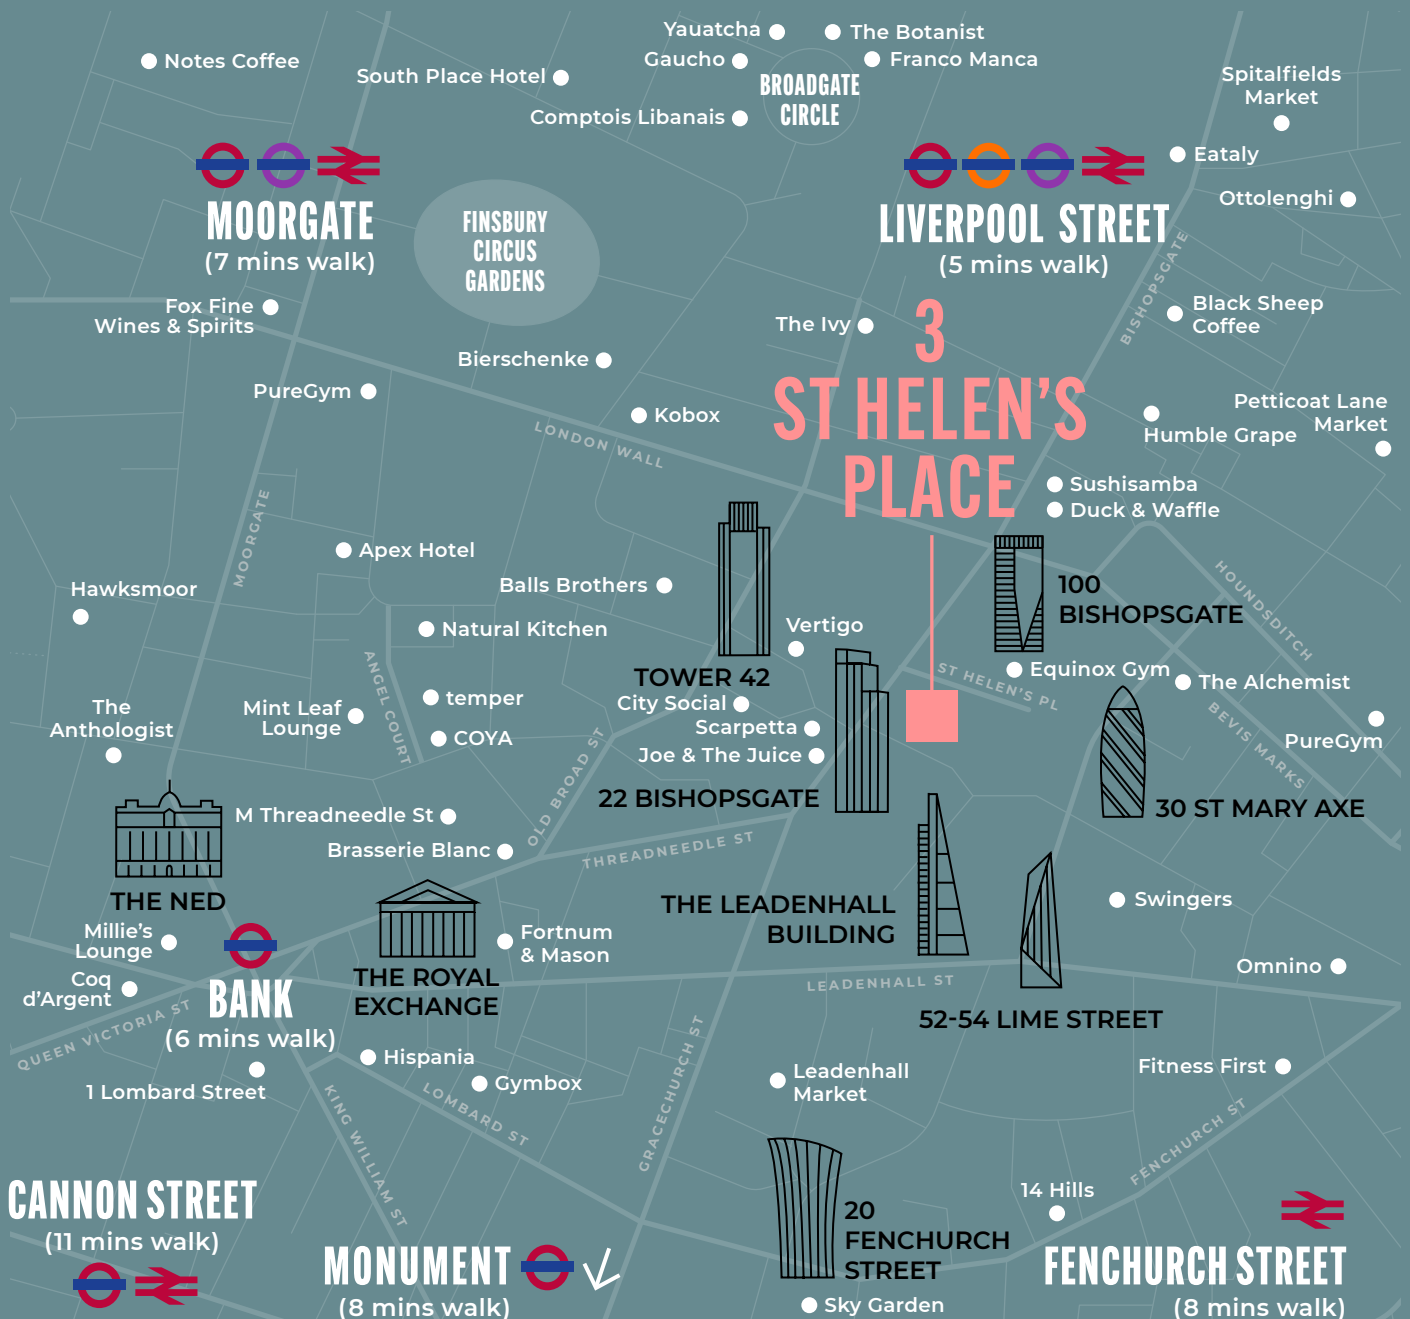 Yauatcha
The Botanist
Notes Coffee
Gaucho
Franco Manca
South Place Hotel
BROADGATE
CIRCLE
Spitalfields
Market
Comptois Libanais
Eataly
Ottolenghi
MOORGATE
(7 mins walk)
FINSBURY
CIRCUS
GARDENS
LIVERPOOL STREET
(5 mins walk)
BISHOPSGATE
Fox Fine
Wines & Spirits
The Ivy
3
ST HELEN'S
PLACE
Black Sheep
Coffee
Bierschenke
PureGym
Kobox
LONDON WALL
Petticoat Lane
Market
Humble Grape
Sushisamba
Duck & Waffle
MOORGATE
Apex Hotel
Hawksmoor
Balls Brothers
100
BISHOPSGATE
HOUNDSDITCH
Natural Kitchen
Vertigo
ANGEL COURT
TOWER 42
City Social
Scarpetta
Joe & The Juice
ST HELEN'S PL
Equinox Gym
The Alchemist
The
Anthologist
Mint Leaf
Lounge
temper
COYA
BEVIS MARKS
PureGym
OLD BROAD ST
22 BISHOPSGATE
30 ST MARY AXE
M Threadneedle St
Brasserie Blanc
THREADNEEDLE ST
THE NED
THE LEADENHALL
BUILDING
Swingers
Millie's
Lounge
Fortnum
& Mason
Coq
d'Argent
BANK
(6 mins walk)
THE ROYAL
EXCHANGE
LEADENHALL ST
Omnino
QUEEN VICTORIA ST
52-54 LIME STREET
1 Lombard Street
Hispania
Gymbox
GRACECHURCH ST
Leadenhall
Market
Fitness First
KING WILLIAM ST
LOMBARD ST
FENCHURCH ST
CANNON STREET
(11 mins walk)
14 Hills
20
FENCHURCH
STREET
MONUMENT
(8 mins walk)
Sky Garden
FENCHURCH STREET
(8 mins walk)